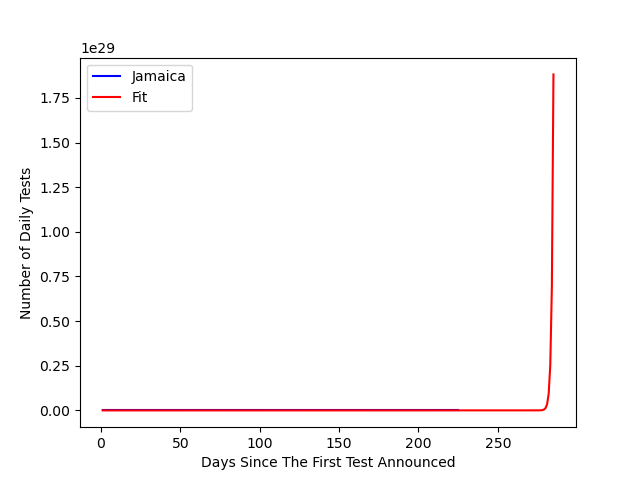 1e29
Jamaica
Fit
1.75
1.50
1.25
1.00
0.75
0.50
0.25
0.00
Number of Daily Tests
0 50 100 150 200 250
Days Since The First Test Announced